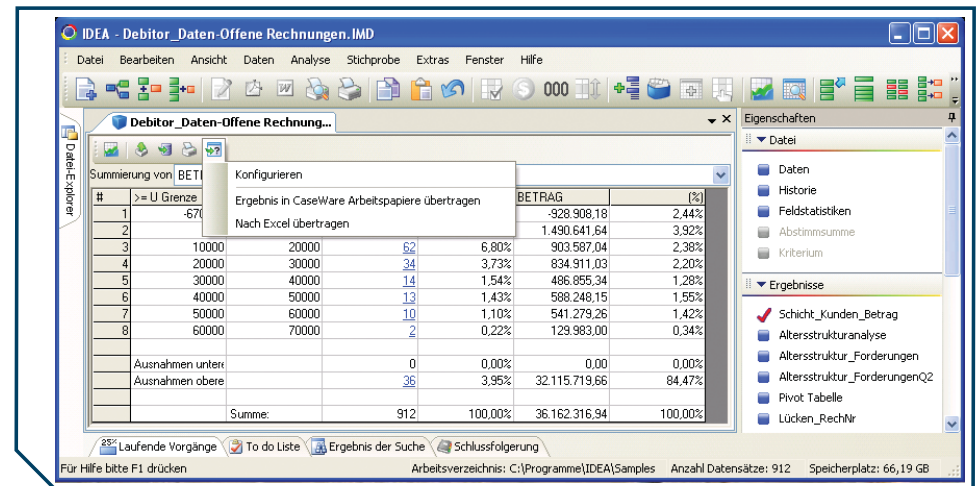 IDEA - Debitor_Daten-Offene Rechnungen.IMD
Datei Bearbeiten Ansicht Daten Analyse Stichprobe Extras Fenster Hilfe
000
Debitor_Daten-Offene Rechnung...
Eigenschaften
Datei-Explorer
Datei
Daten
Historie
Feldstatistiken
Abstimmsumme
Kriterium
Ergebnisse
Schicht_Kunden_Betrag
Altersstrukturanalyse
Altersstruktur_Forderungen
Altersstruktur_ForderungenQ2
Pivot Tabelle
Lücken_RechNr
Summierung von
Konfigurieren
Ergebnis in CaseWare Arbeitspapiere übertragen
Nach Excel übertragen
# >= U Grenze BETRAG (%)
1 -928.908,18 2,44%
2 1.490.641,64 3,92%
3 10000 20000 62 6,80% 903.587,04 2,38%
4 20000 30000 34 3,73% 834.911,03 2,20%
5 30000 40000 14 1,54% 486.855,34 1,28%
6 40000 50000 13 1,43% 588.248,15 1,55%
7 50000 60000 10 1,10% 541.279,26 1,42%
8 60000 70000 2 0,22% 129.983,00 0,34%
Ausnahmen untere 0 0,00% 0,00 0,00%
Ausnahmen obere 36 3,95% 32.115.719,66 84,47%
Summe: 912 100,00% 36.162.316,94 100,00%
25% Laufende Vorgänge To do Liste Ergebnis der Suche Schlussfolgerung
Für Hilfe bitte F1 drücken Arbeitsverzeichnis: C:\Programme\IDEA\Samples Anzahl Datensätze: 912 Speicherplatz: 66,19 GB